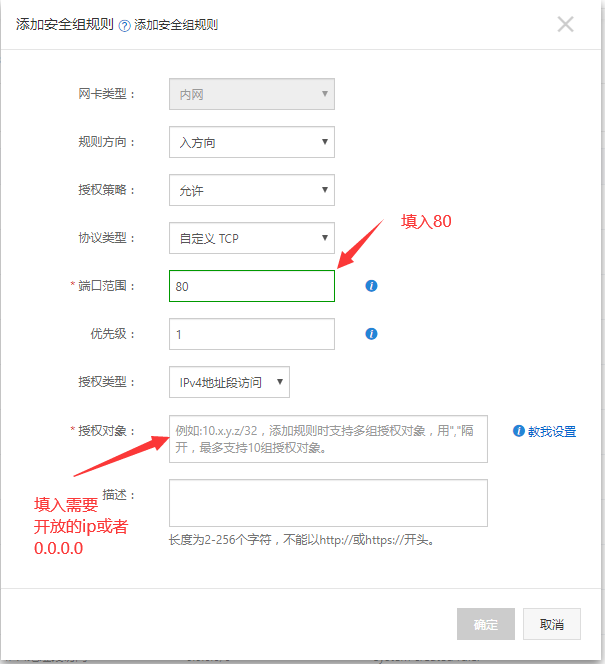 添加安全组规则 ? 添加安全组规则
网卡类型： 内网
规则方向： 入方向
授权策略： 允许
协议类型： 自定义 TCP
填入80
* 端口范围： 80
优先级： 1
授权类型： IPv4地址段访问
* 授权对象： 例如:10.x.y.z/32，添加规则时支持多组授权对象，用","隔
开，最多支持10组授权对象。
教我设置
填入需要
开放的ip或者
0.0.0.0
描述：
长度为2-256个字符，不能以http://或https://开头。
确定 取消